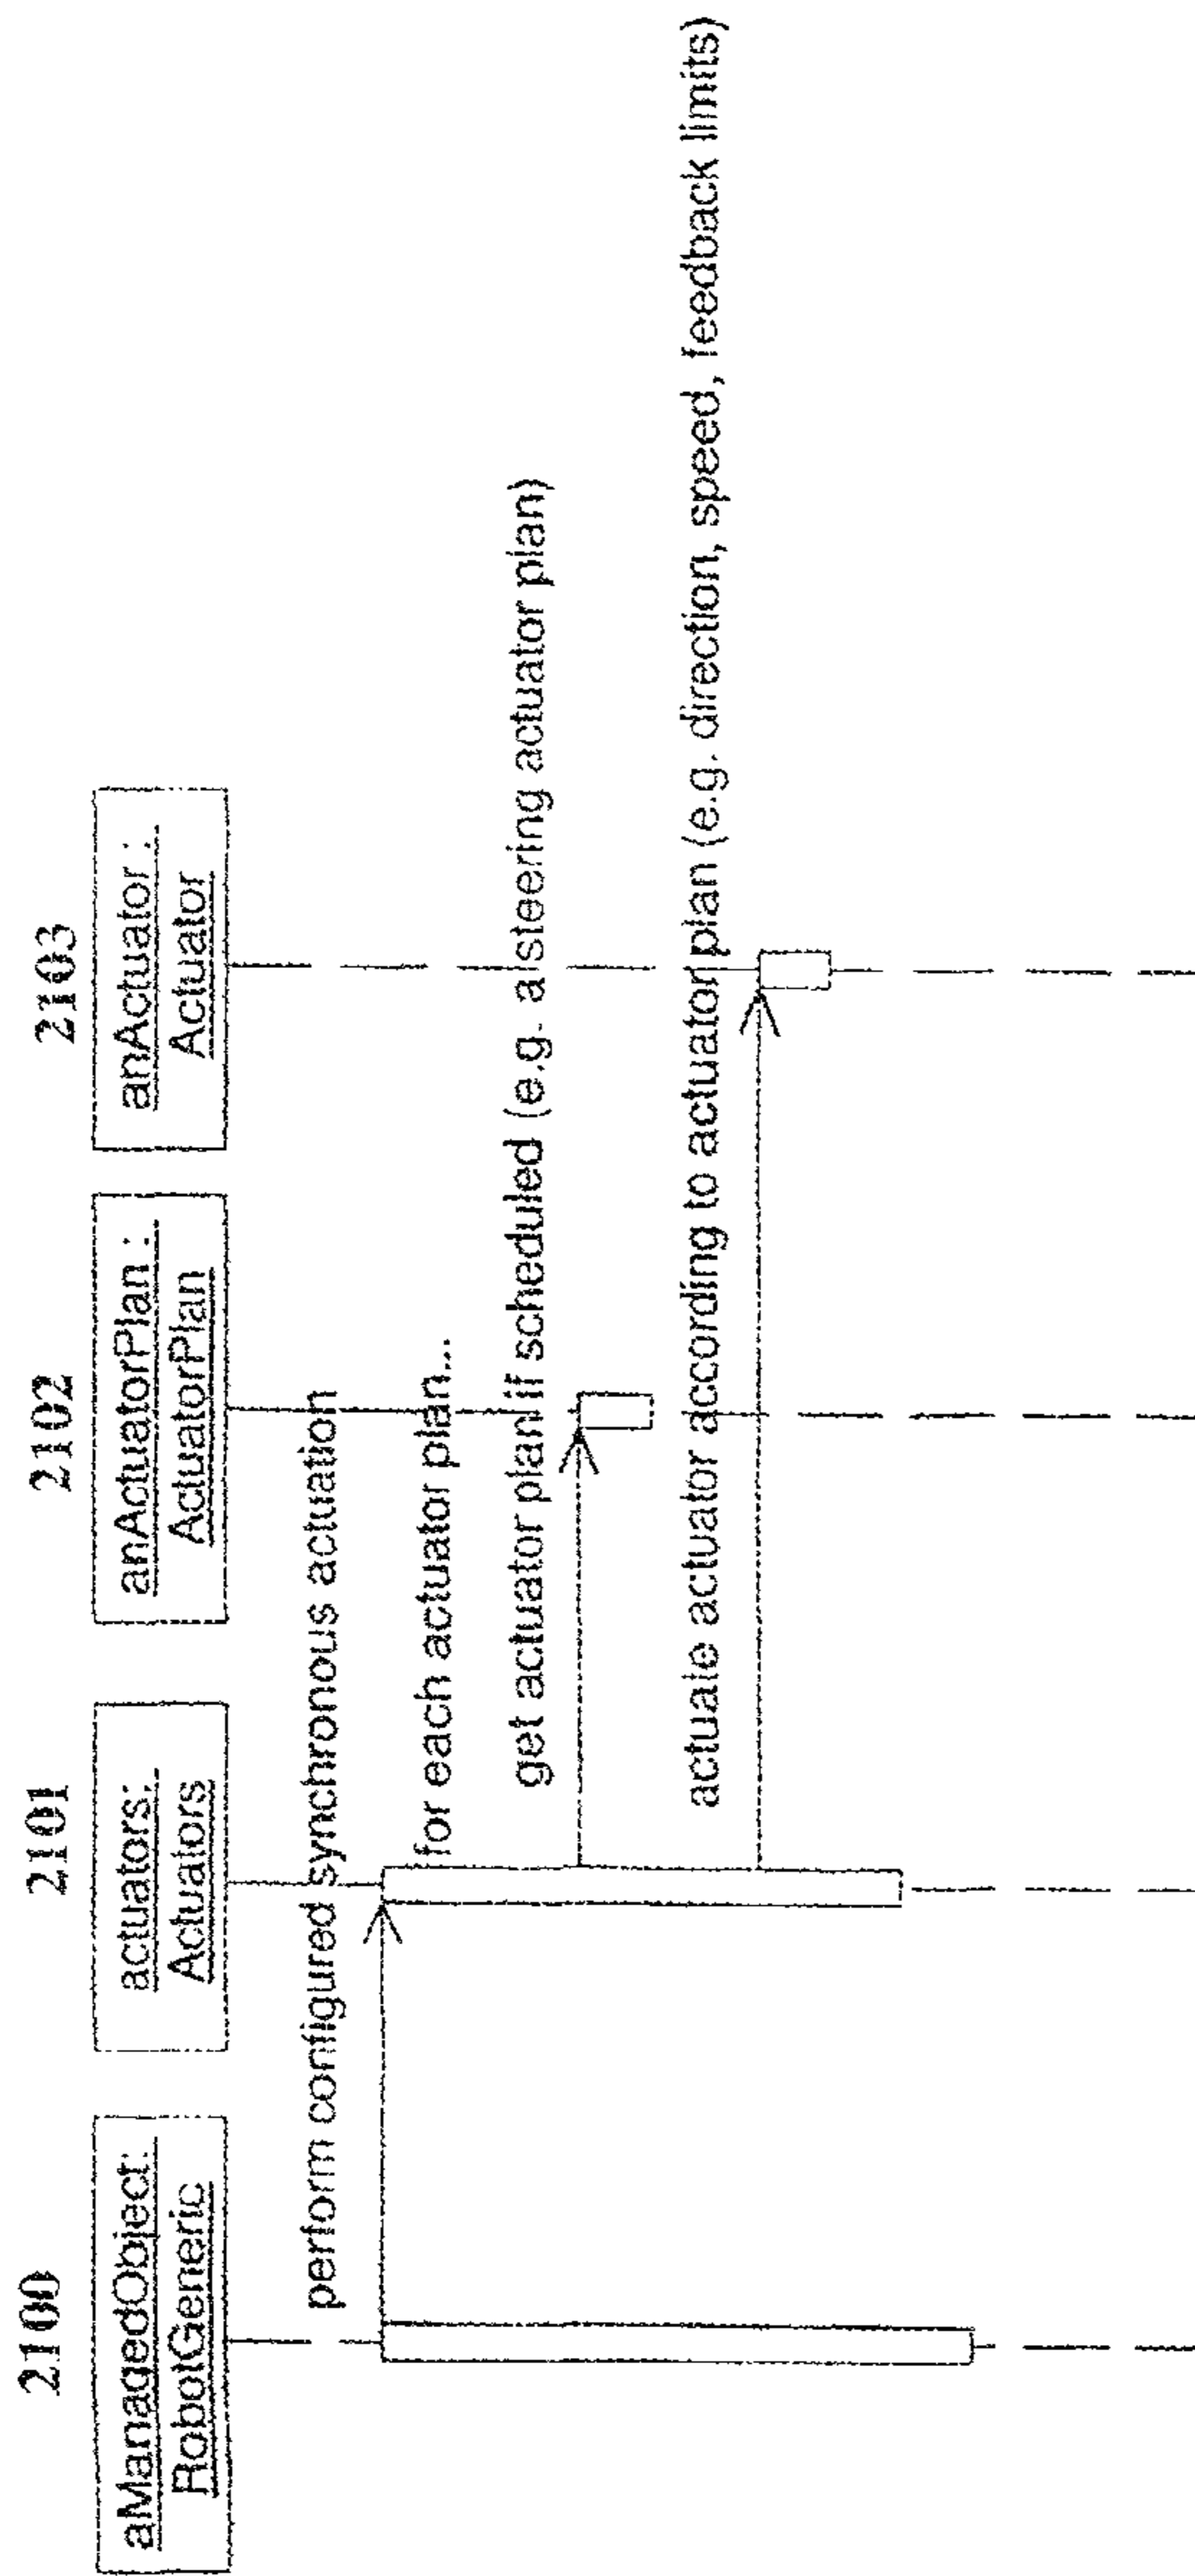 2100
2101
2102
2103
aManagedObject:
RobotGeneric
actuators:
Actuators
anActuatorPlan :
ActuatorPlan
anActuator :
Actuator
perform configured synchronous actuation
for each actuator plan...
get actuator plan if scheduled (e.g. a steering actuator plan)
actuate actuator according to actuator plan (e.g. direction, speed, feedback limits)